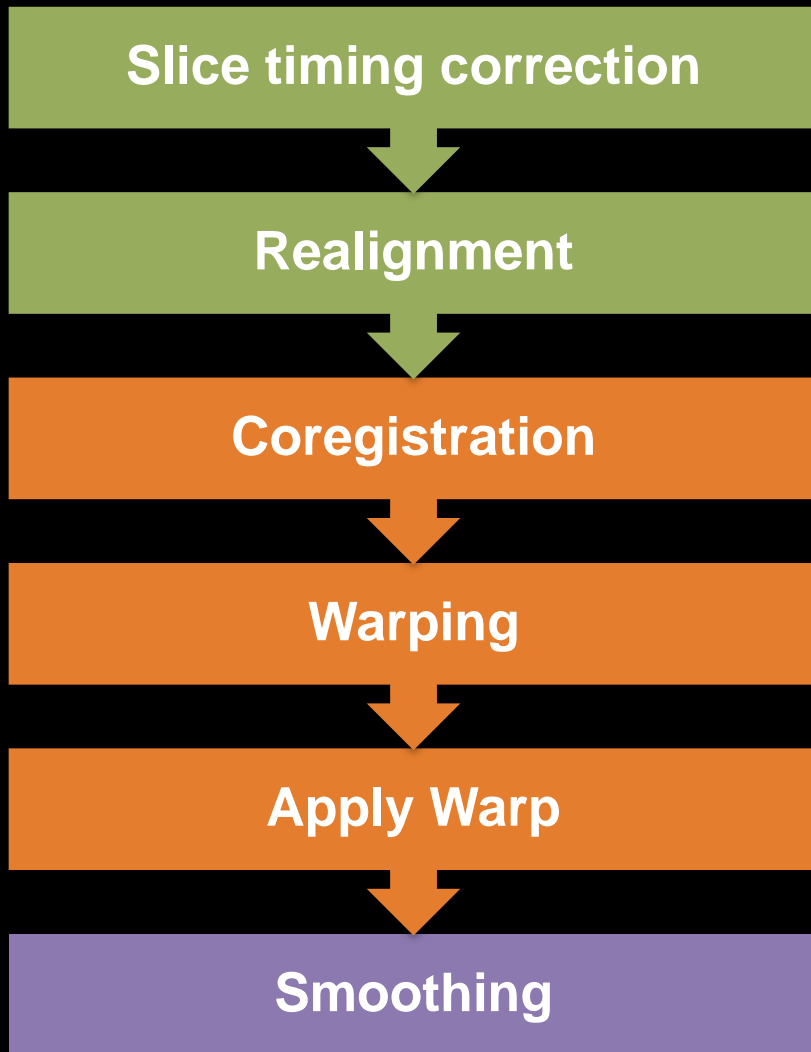 Slice timing correction
Realignment
Coregistration
Warping
Apply Warp
Smoothing